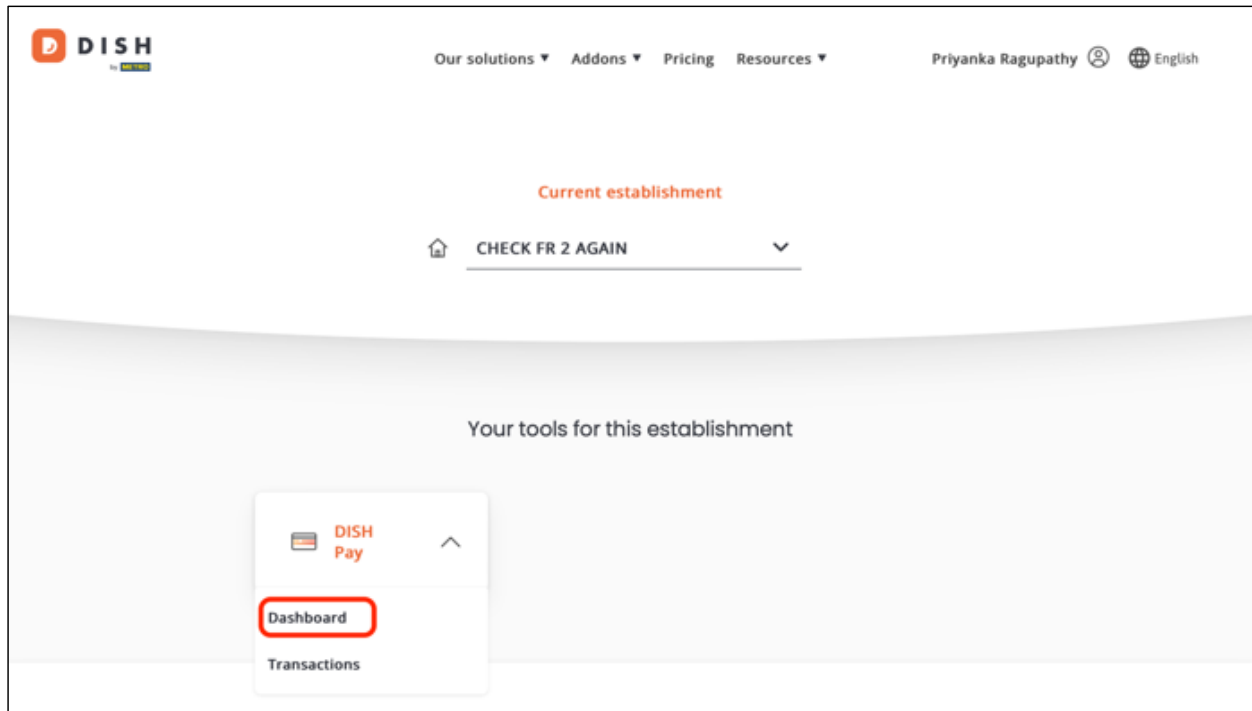 DISH
by METRO
Our solutions ▼ Addons ▼ Pricing Resources ▼ Priyanka Ragupathy English
Current establishment
CHECK FR 2 AGAIN
Your tools for this establishment
DISH
Pay
Dashboard
Transactions